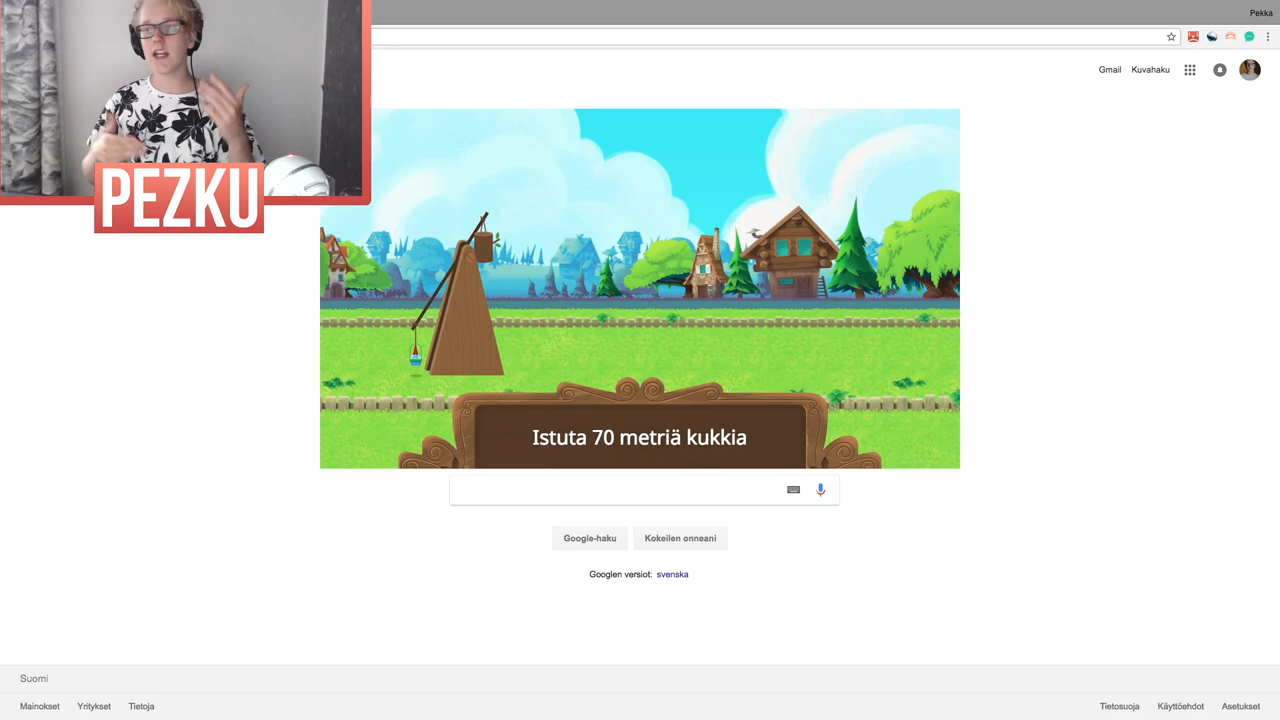 Pekka
Gmail Kuvahaku
PEZKU
Istuta 70 metriä kukkia
Google-haku Kokeilen onneani
Googlen versiot: svenska
Suomi
Mainokset Yritykset Tietoja Tietosuoja Käyttöehdot Asetukset